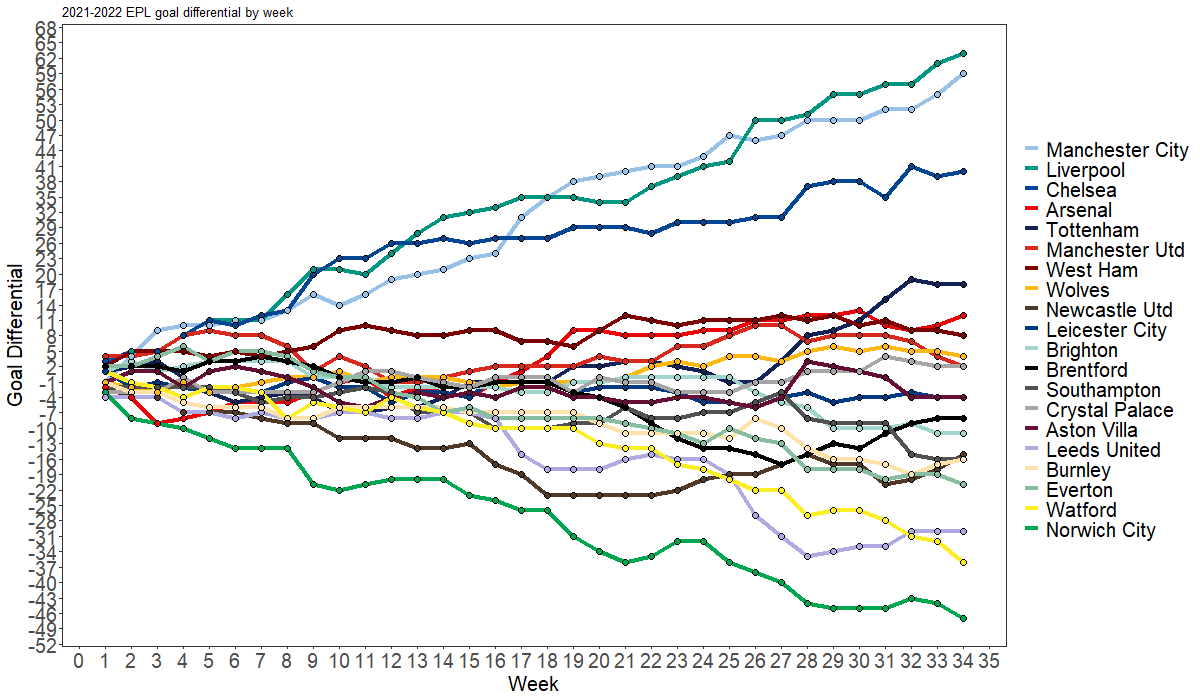 2021-2022 EPL goal differential by week
68
65
62
59
56
53
50
47
44
41
38
35
32
29
26
23
20
17
14
11
8
5
2
-1
-4
-7
-10
-13
-16
-19
-22
-25
-28
-31
-34
-37
-40
-43
-46
-49
-52
Goal Differential
0 1 2 3 4 5 6 7 8 9 10 11 12 13 14 15 16 17 18 19 20 21 22 23 24 25 26 27 28 29 30 31 32 33 34 35
Week
Manchester City
Liverpool
Chelsea
Arsenal
Tottenham
Manchester Utd
West Ham
Wolves
Newcastle Utd
Leicester City
Brighton
Brentford
Southampton
Crystal Palace
Aston Villa
Leeds United
Burnley
Everton
Watford
Norwich City